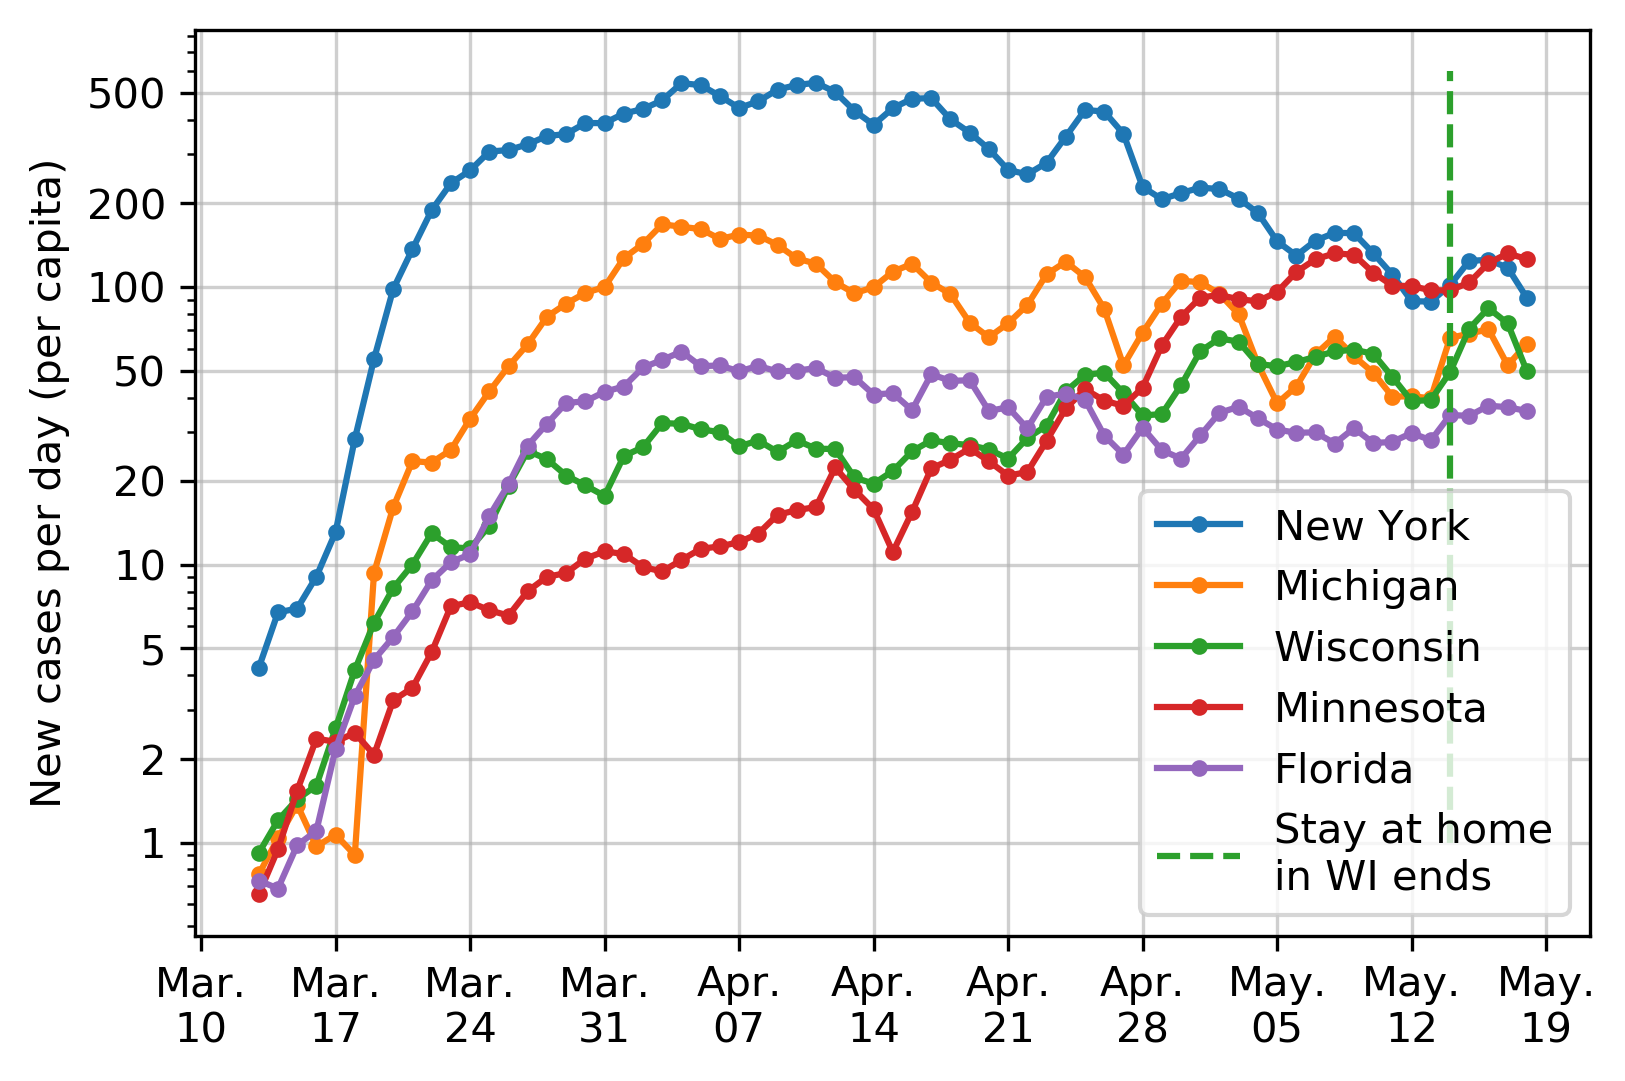 New cases per day (per capita)
500
200
100
50
20
10
5
2
1
New York
Michigan
Wisconsin
Minnesota
Florida
Stay at home
in WI ends
Mar. Mar. Mar. Mar. Apr. Apr. Apr. Apr. May. May. May.
10 17 24 31 07 14 21 28 05 12 19